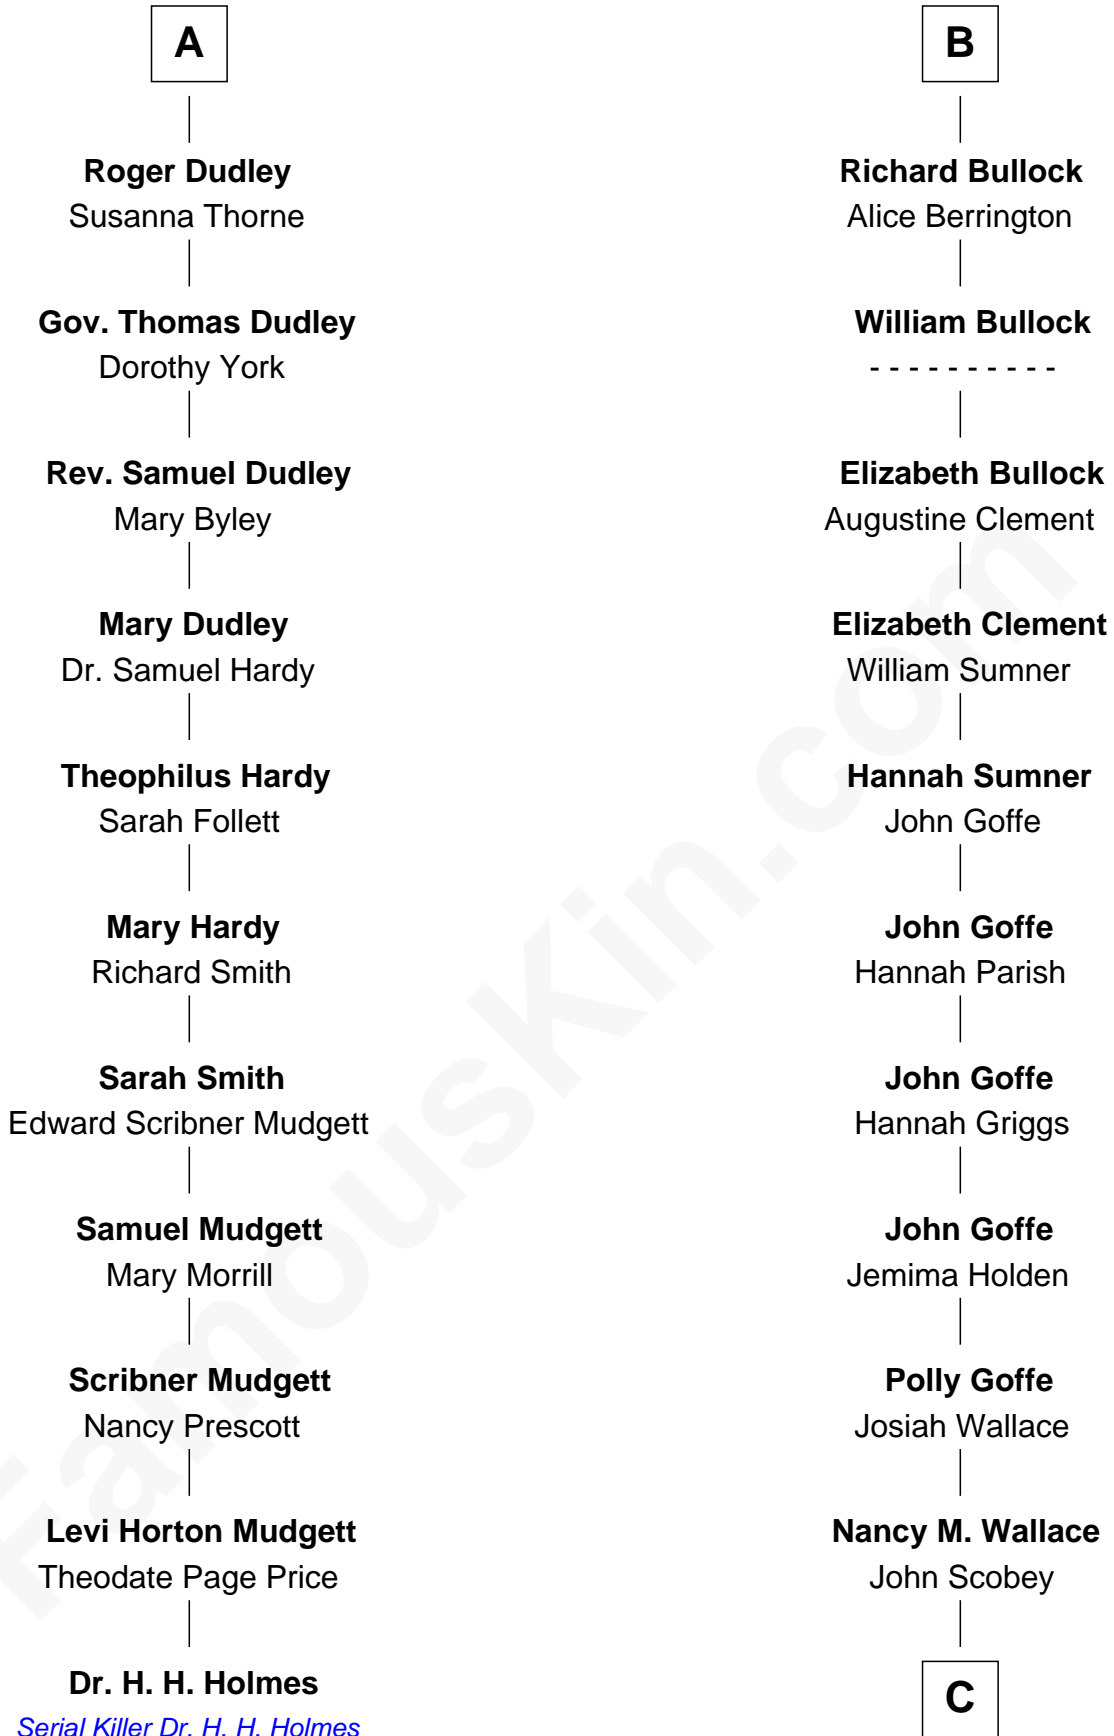 A
B
Roger Dudley
Susanna Thorne
Richard Bullock
Alice Berrington
Gov. Thomas Dudley
Dorothy York
William Bullock
- - - - - - - - - -
Rev. Samuel Dudley
Mary Byley
Elizabeth Bullock
Augustine Clement
Mary Dudley
Dr. Samuel Hardy
Elizabeth Clement
William Sumner
Theophilus Hardy
Sarah Follett
Hannah Sumner
John Goffe
Mary Hardy
Richard Smith
John Goffe
Hannah Parish
Sarah Smith
Edward Scribner Mudgett
John Goffe
Hannah Griggs
Samuel Mudgett
Mary Morrill
John Goffe
Jemima Holden
Scribner Mudgett
Nancy Prescott
Polly Goffe
Josiah Wallace
Levi Horton Mudgett
Theodate Page Price
Nancy M. Wallace
John Scobey
Dr. H. H. Holmes
Serial Killer Dr. H. H. Holmes
C
FamousKin.com